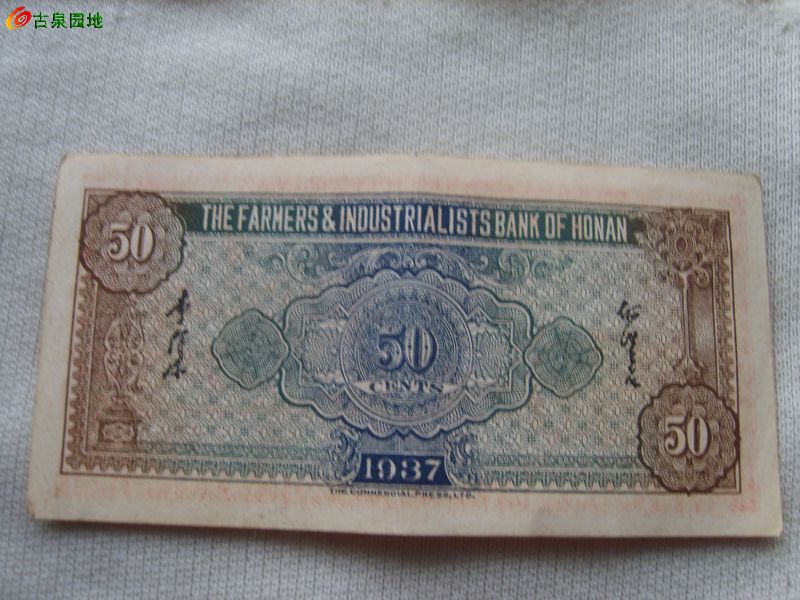 古泉园地
THE FARMERS & INDUSTRIALISTS BANK OF HONAN
50
50
CENTS
50
1937
THE COMMERCIAL PRESS, LTD.